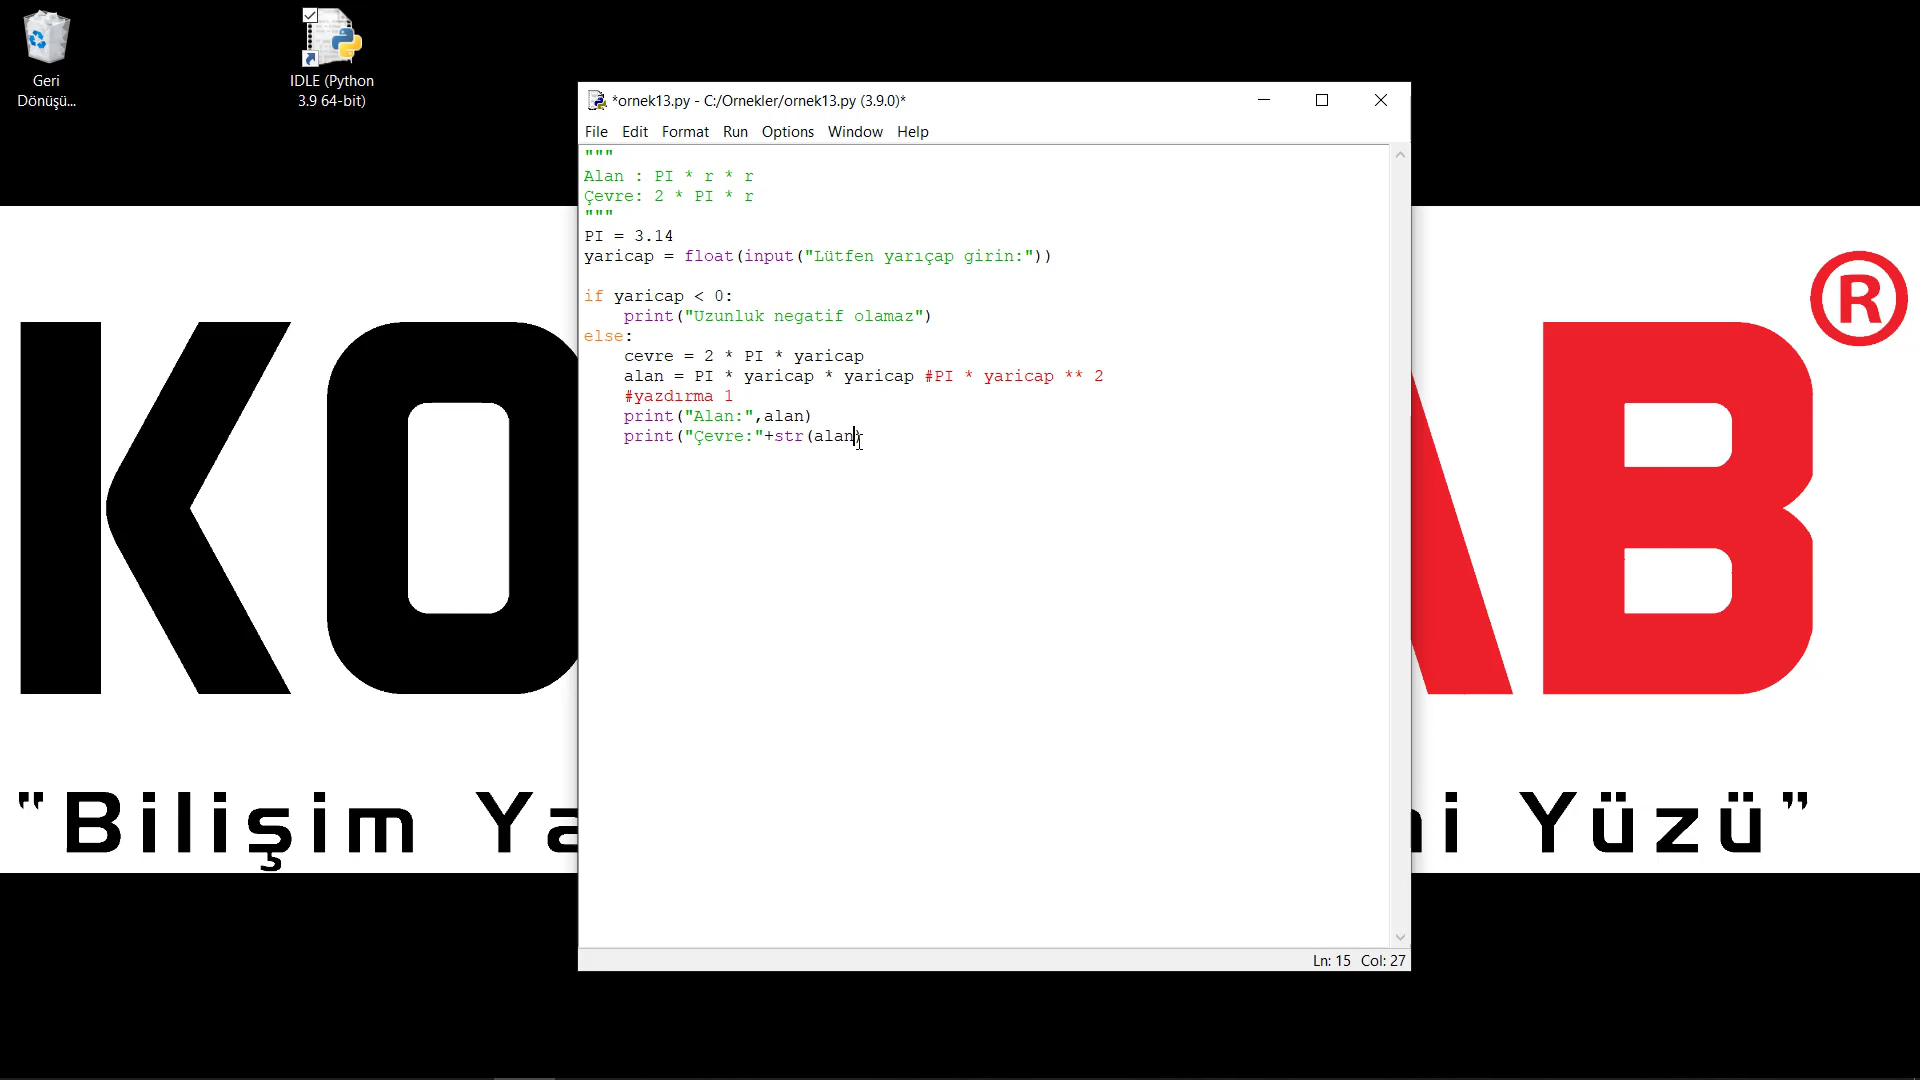 Geri
Dönüşü...
IDLE (Python
3.9 64-bit)
*ornek13.py - C:/Ornekler/ornek13.py (3.9.0)*
File Edit Format Run Options Window Help
"""
Alan : PI * r * r
Çevre: 2 * PI * r
"""
PI = 3.14
yaricap = float(input("Lütfen yarıçap girin:"))
if yaricap < 0:
print("Uzunluk negatif olamaz")
else:
cevre = 2 * PI * yaricap
alan = PI * yaricap * yaricap #PI * yaricap ** 2
#yazdırma 1
print("Alan:",alan)
print("Çevre:"+str(alan)
Ln: 15 Col: 27
KO
B
®
"Bilişim Ya
Yüzü"